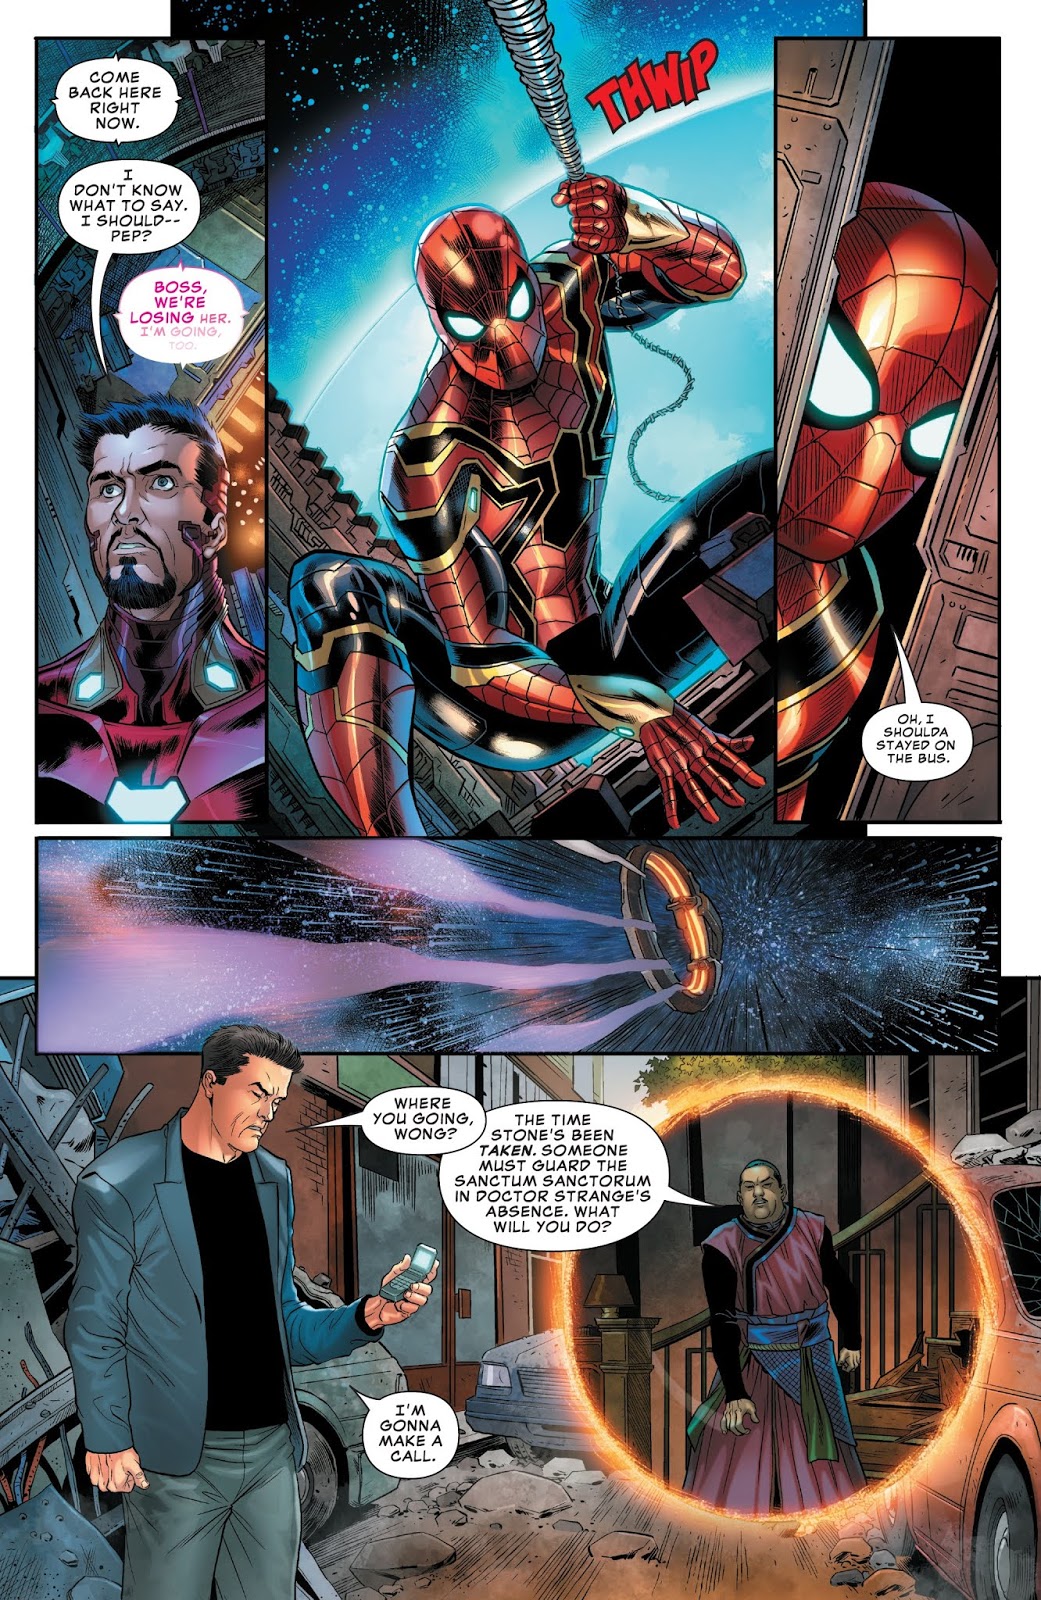 COME
BACK HERE
RIGHT
NOW.
I
DON'T KNOW
WHAT TO SAY.
I SHOULD--
PEP?
BOSS,
WE'RE
LOSING HER.
I'M GOING,
TOO.
THWIP
OH, I
SHOULDA
STAYED ON
THE BUS.
WHERE
YOU GOING,
WONG?
THE TIME
STONE'S BEEN
TAKEN. SOMEONE
MUST GUARD THE
SANCTUM SANCTORUM
IN DOCTOR STRANGE'S
ABSENCE. WHAT
WILL YOU DO?
I'M
GONNA
MAKE A
CALL.